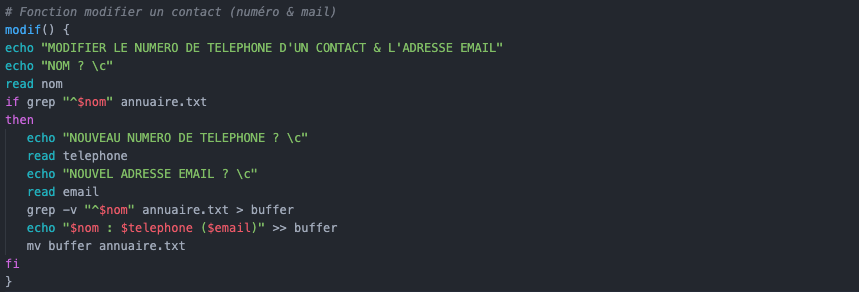 # Fonction modifier un contact (numéro & mail)
modif() {
echo "MODIFIER LE NUMERO DE TELEPHONE D'UN CONTACT & L'ADRESSE EMAIL"
echo "NOM ? \c"
read nom
if grep "^$nom" annuaire.txt
then
   echo "NOUVEAU NUMERO DE TELEPHONE ? \c"
   read telephone
   echo "NOUVEL ADRESSE EMAIL ? \c"
   read email
   grep -v "^$nom" annuaire.txt > buffer
   echo "$nom : $telephone ($email)" >> buffer
   mv buffer annuaire.txt
fi
}